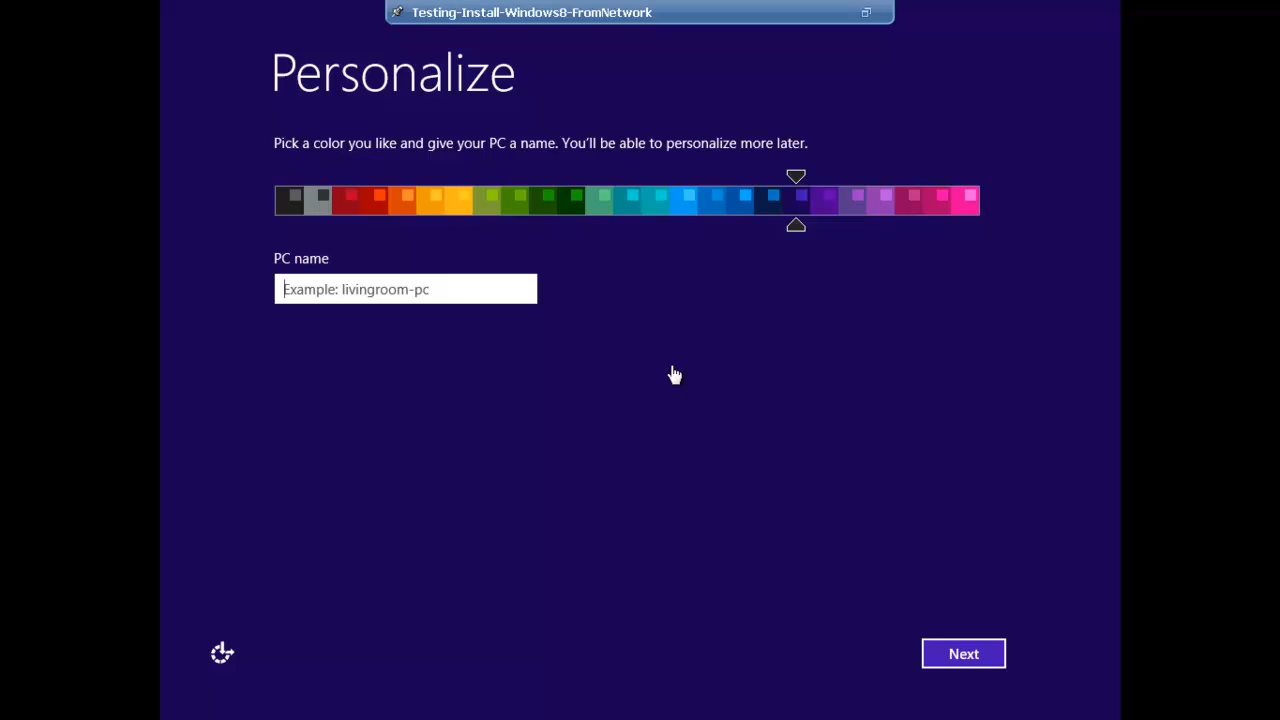 Testing-Install-Windows8-FromNetwork
Personalize
Pick a color you like and give your PC a name. You'll be able to personalize more later.
PC name
Example: livingroom-pc
Next